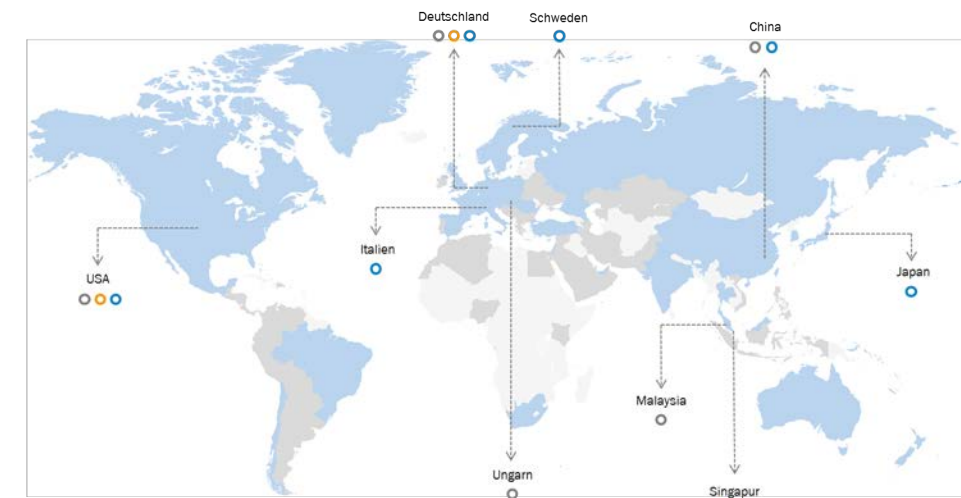 Deutschland
Schweden
China
Italien
USA
Japan
Malaysia
Ungarn
Singapur